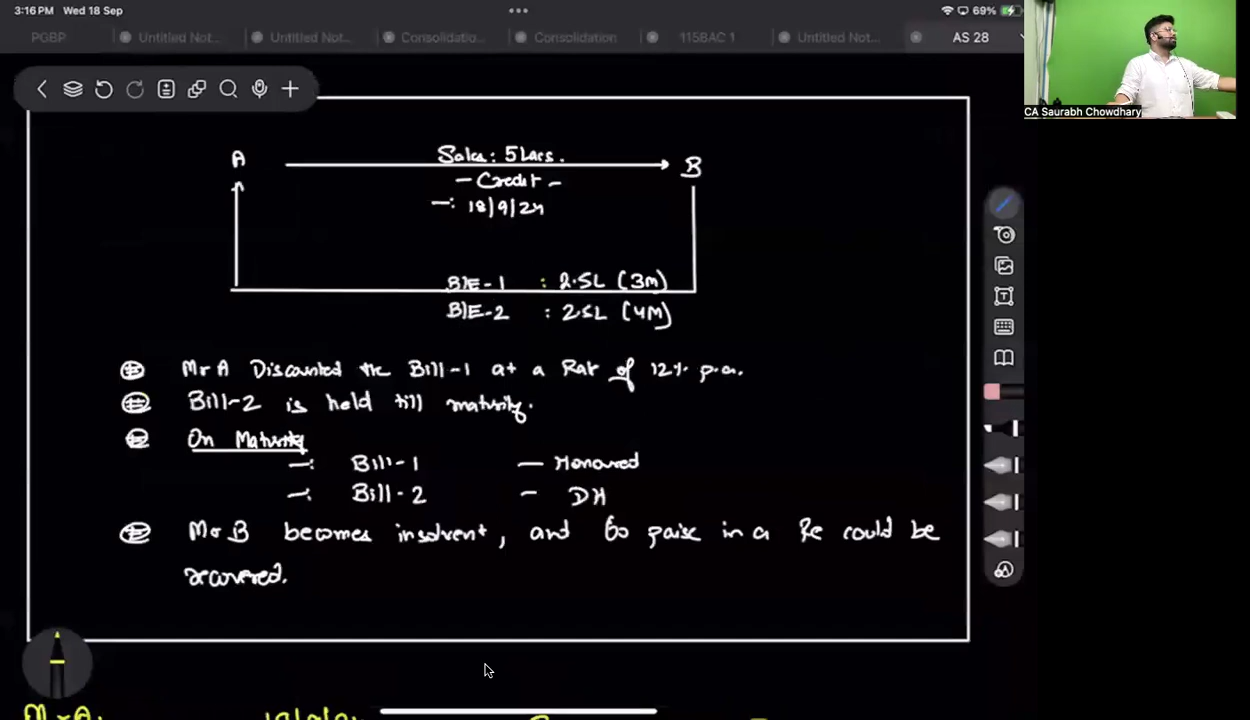 3:16 PM Wed 18 Sep
69%
PGBP
Untitled Not...
Untitled Not...
Consolidatio...
Consolidation
115BAC 1
Untitled Not...
AS 28
CA Saurabh Chowdhary
A Sales: 5 Lacs. B
- Credit -
-: 18/9/24
B/E-1 : 2.5L (3M)
B/E-2 : 2.5L (4M)
Mr A Discounted the Bill-1 at a Rate of 12% p.a.
Bill-2 is held till maturity.
On Maturity
-: Bill-1 - Honoured
-: Bill-2 - DH
Mr B becomes insolvent, and 60 paise in a Re could be
recovered.
Mr A: